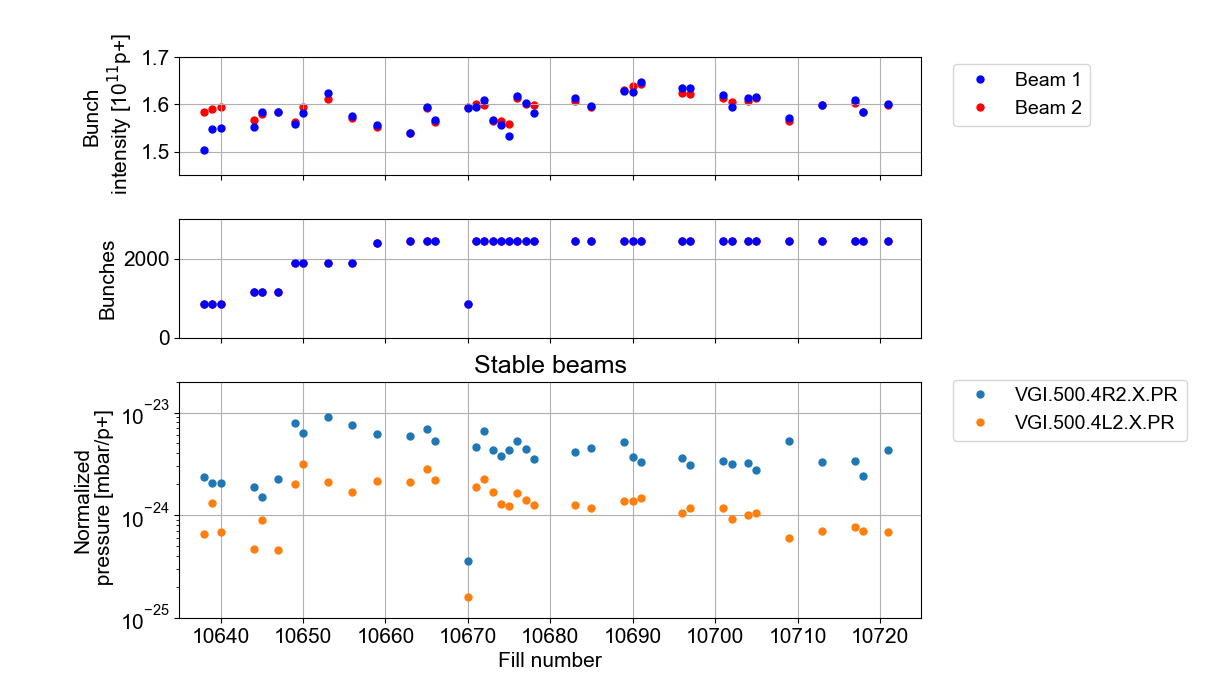 Bunch
intensity [10¹¹p+]
1.7
1.6
1.5
Beam 1
Beam 2
Bunches
2000
0
Stable beams
Normalized
pressure [mbar/p+]
10⁻²³
10⁻²⁴
10⁻²⁵
VGI.500.4R2.X.PR
VGI.500.4L2.X.PR
10640 10650 10660 10670 10680 10690 10700 10710 10720
Fill number